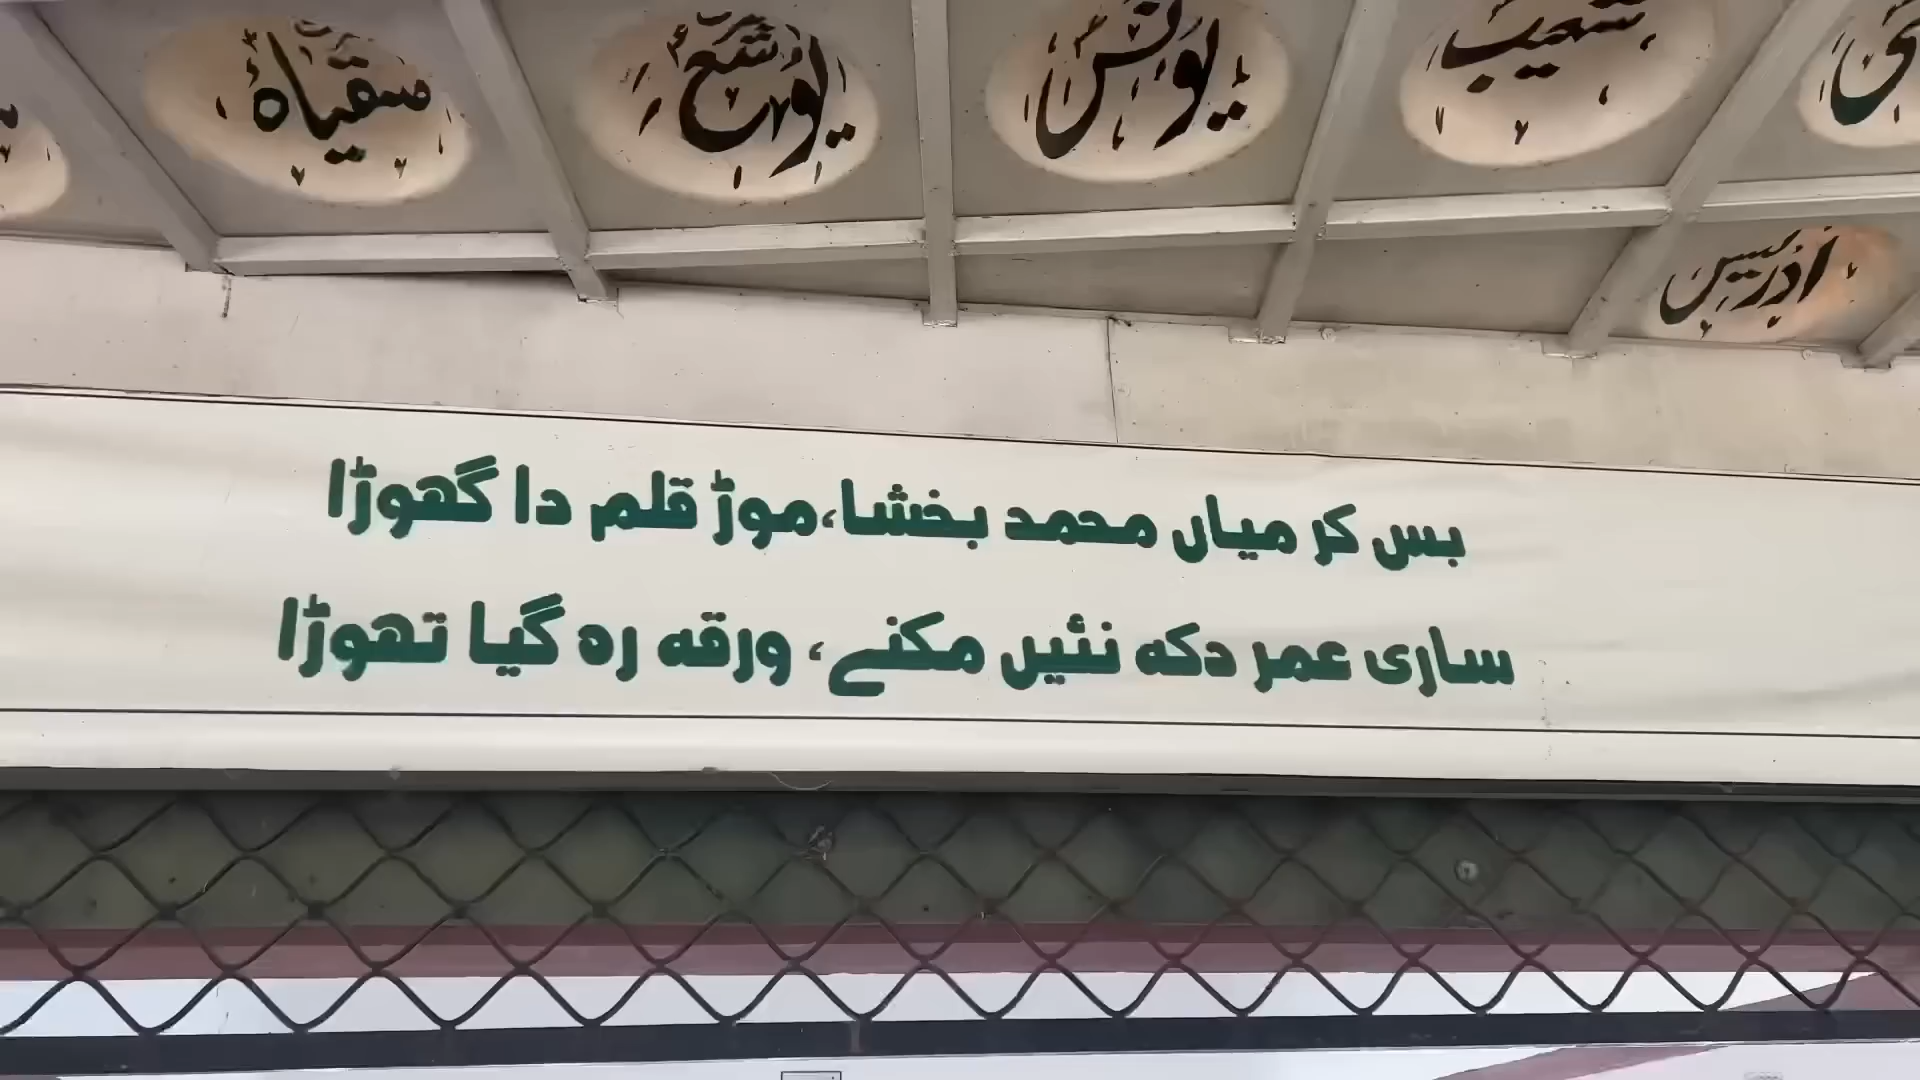 سقیاہ یوشع یونس شعیب
ادریس
بس کر میاں محمد بخشا،موڑ قلم دا گھوڑا
ساری عمر دکھ نئیں مکنے، ورقہ رہ گیا تھوڑا